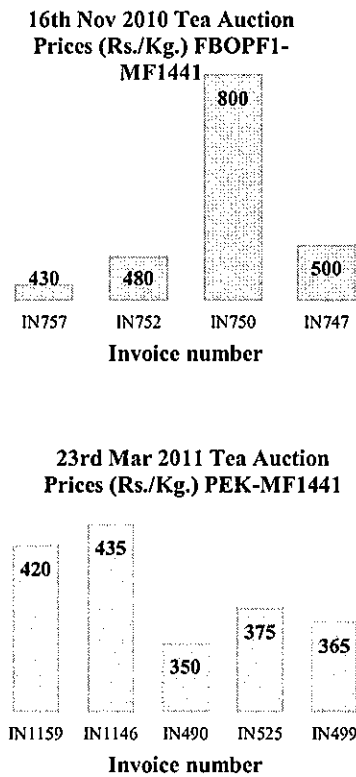 16th Nov 2010 Tea Auction
Prices (Rs./Kg.) FBOPF1-
MF1441
800
430
480
500
IN757 IN752 IN750 IN747
Invoice number
23rd Mar 2011 Tea Auction
Prices (Rs./Kg.) PEK-MF1441
420
435
350
375
365
IN1159 IN1146 IN490 IN525 IN499
Invoice number